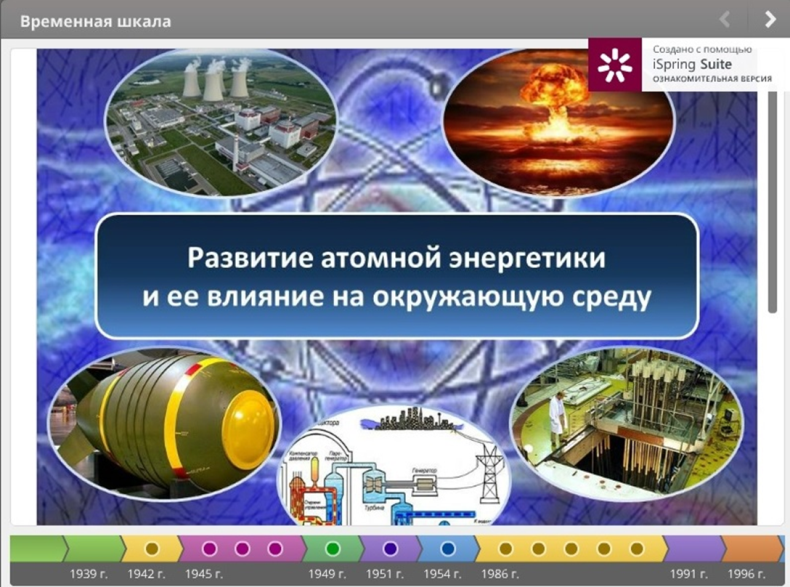 Временная шкала
Создано с помощью
iSpring Suite
ОЗНАКОМИТЕЛЬНАЯ ВЕРСИЯ
Развитие атомной энергетики
и ее влияние на окружающую среду
Генератор
Турбина
1939 г. 1942 г. 1945 г. 1949 г. 1951 г. 1954 г. 1986 г. 1991 г. 1996 г.